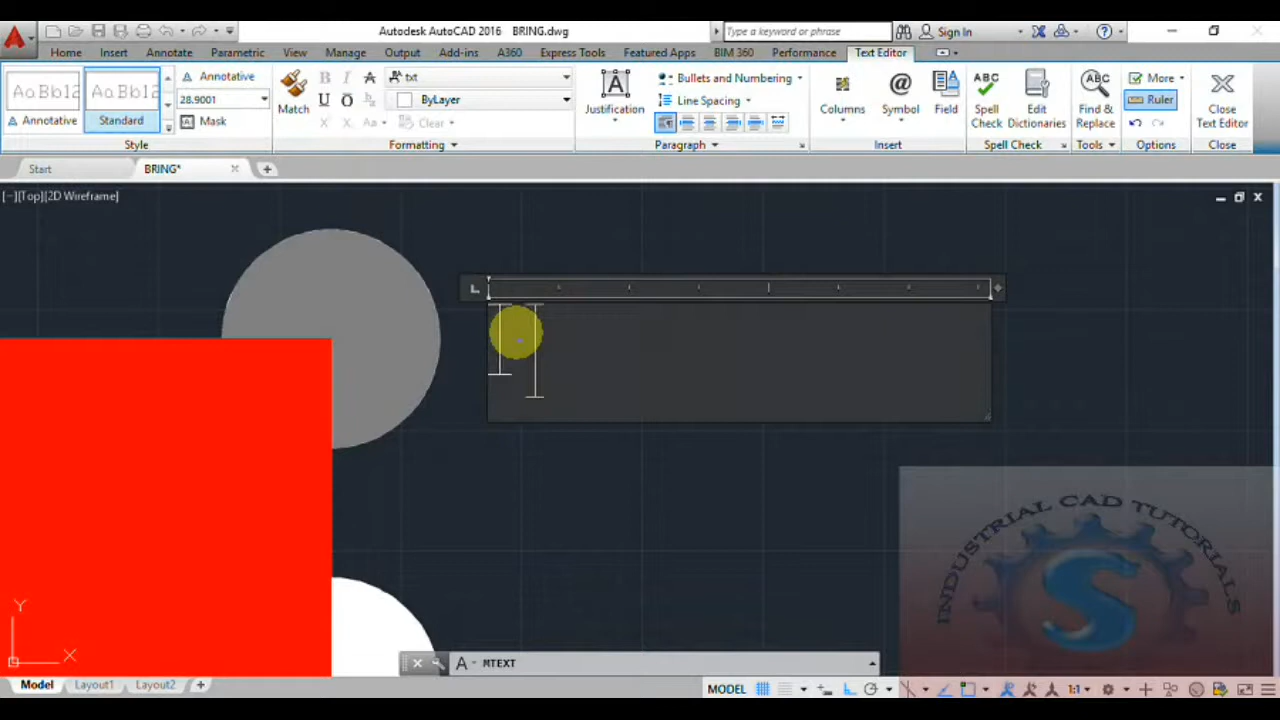 Autodesk AutoCAD 2016 BRING.dwg
Type a keyword or phrase
Sign In
Home Insert Annotate Parametric View Manage Output Add-ins A360 Express Tools Featured Apps BIM 360 Performance Text Editor
AaBb12 AaBb12 Annotative
Annotative Standard 28.9001 Mask
Match txt ByLayer Clear
Justification Bullets and Numbering Line Spacing
Columns Symbol Field
ABC Spell Check Edit Dictionaries
ABC Find & Replace
More Ruler
Close Text Editor
Style Formatting Paragraph Insert Spell Check Tools Options Close
Start BRING*
[−][Top][2D Wireframe]
INDUSTRIAL CAD TUTORIALS
S
Y
X
MTEXT
Model Layout1 Layout2
MODEL 1:1